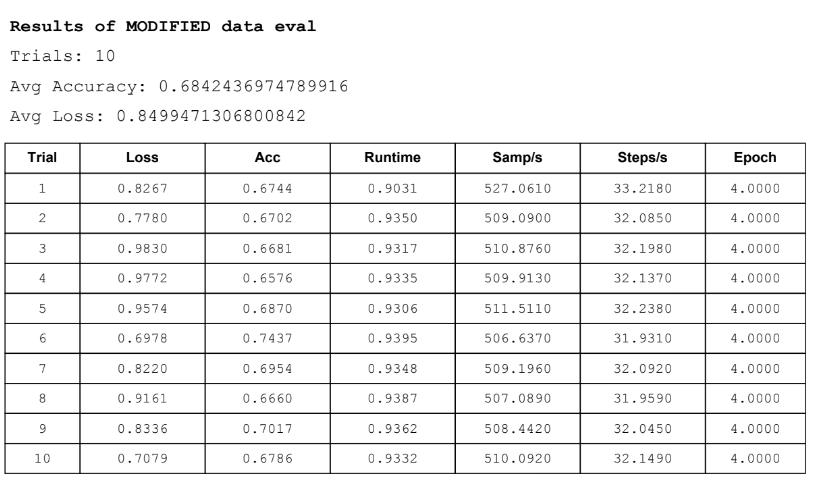 Results of MODIFIED data eval
Trials: 10
Avg Accuracy: 0.6842436974789916
Avg Loss: 0.8499471306800842
Trial Loss Acc Runtime Samp/s Steps/s Epoch
1 0.8267 0.6744 0.9031 527.0610 33.2180 4.0000
2 0.7780 0.6702 0.9350 509.0900 32.0850 4.0000
3 0.9830 0.6681 0.9317 510.8760 32.1980 4.0000
4 0.9772 0.6576 0.9335 509.9130 32.1370 4.0000
5 0.9574 0.6870 0.9306 511.5110 32.2380 4.0000
6 0.6978 0.7437 0.9395 506.6370 31.9310 4.0000
7 0.8220 0.6954 0.9348 509.1960 32.0920 4.0000
8 0.9161 0.6660 0.9387 507.0890 31.9590 4.0000
9 0.8336 0.7017 0.9362 508.4420 32.0450 4.0000
10 0.7079 0.6786 0.9332 510.0920 32.1490 4.0000